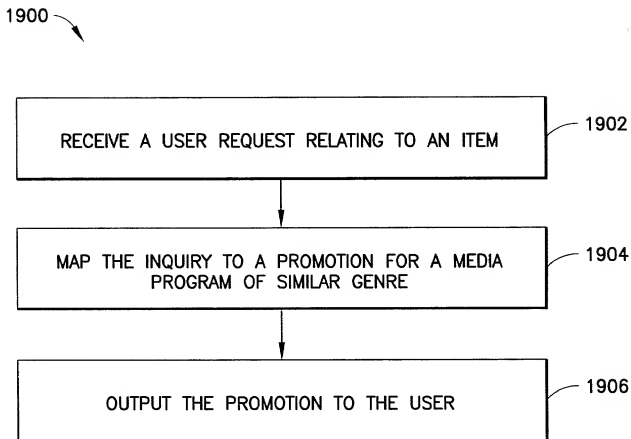 1900
RECEIVE A USER REQUEST RELATING TO AN ITEM
1902
MAP THE INQUIRY TO A PROMOTION FOR A MEDIA
PROGRAM OF SIMILAR GENRE
1904
OUTPUT THE PROMOTION TO THE USER
1906